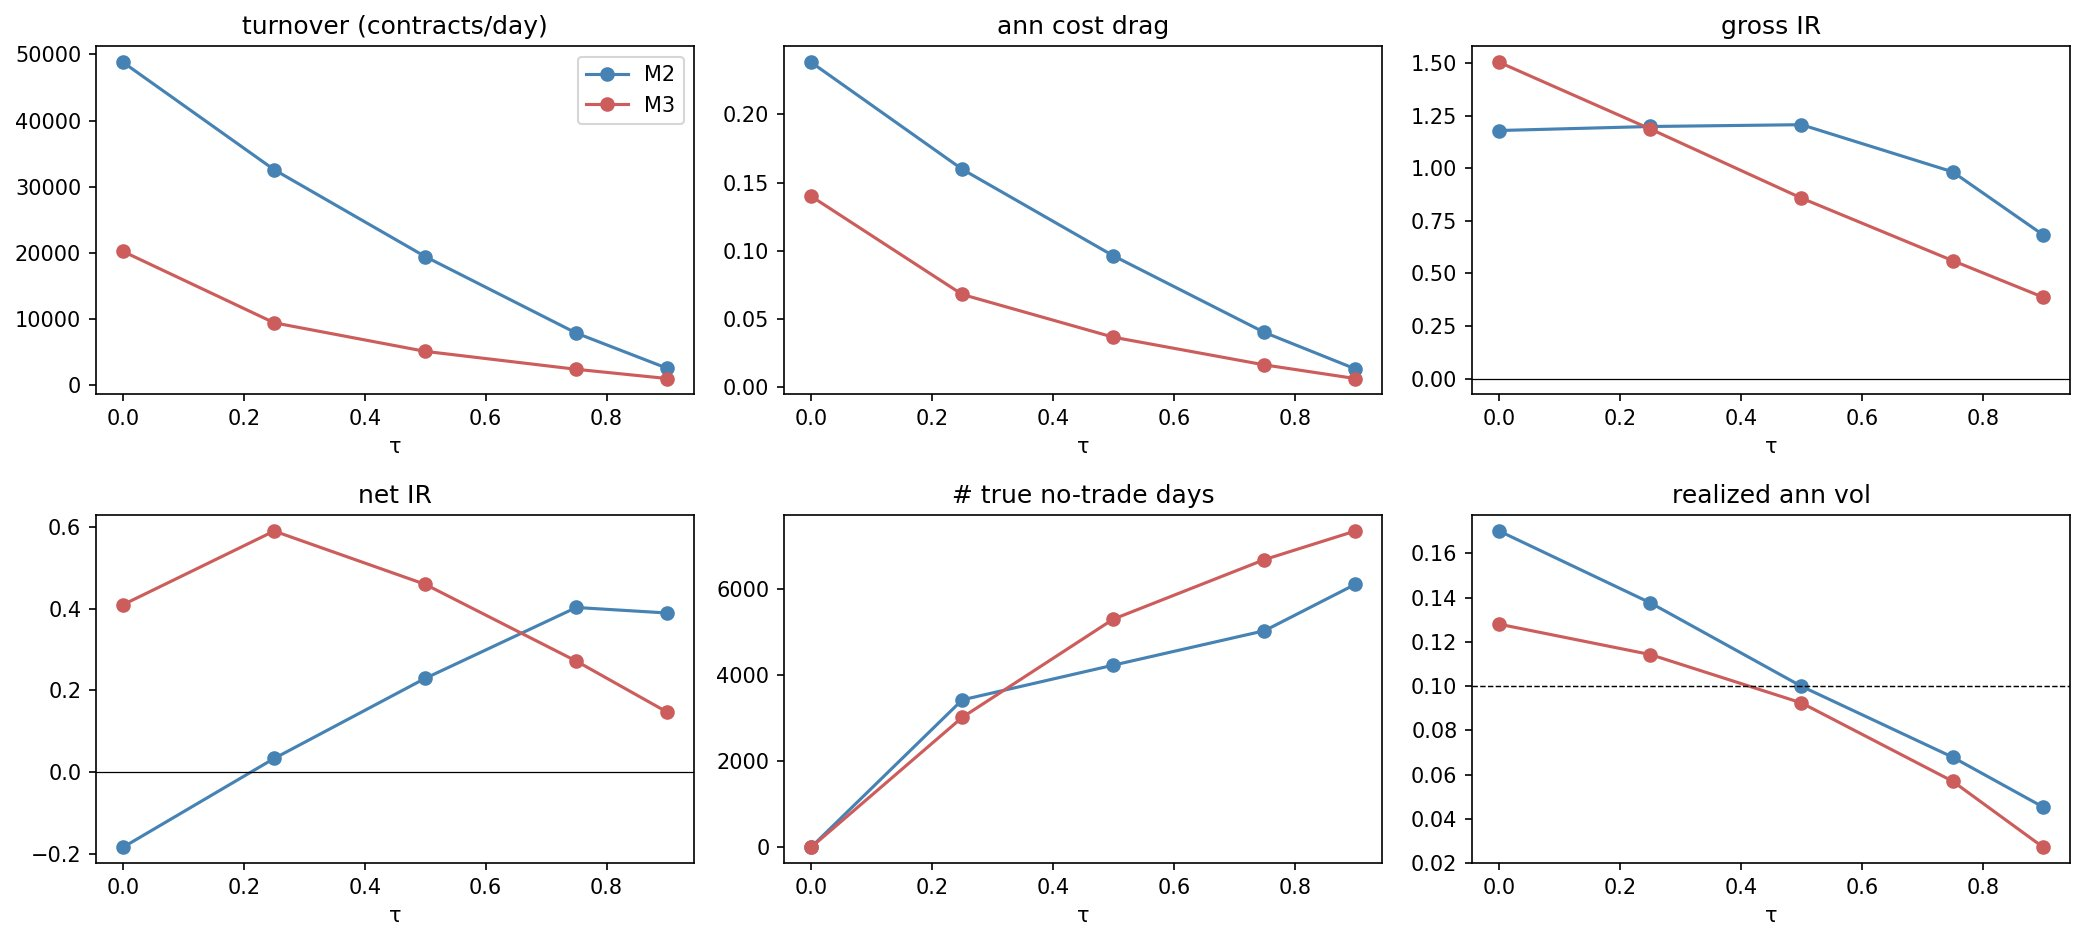 turnover (contracts/day)
50000
40000
30000
20000
10000
0
0.0 0.2 0.4 0.6 0.8
τ
M2
M3
ann cost drag
0.20
0.15
0.10
0.05
0.00
0.0 0.2 0.4 0.6 0.8
τ
gross IR
1.50
1.25
1.00
0.75
0.50
0.25
0.00
0.0 0.2 0.4 0.6 0.8
τ
net IR
0.6
0.4
0.2
0.0
−0.2
0.0 0.2 0.4 0.6 0.8
τ
# true no-trade days
6000
4000
2000
0
0.0 0.2 0.4 0.6 0.8
τ
realized ann vol
0.16
0.14
0.12
0.10
0.08
0.06
0.04
0.02
0.0 0.2 0.4 0.6 0.8
τ